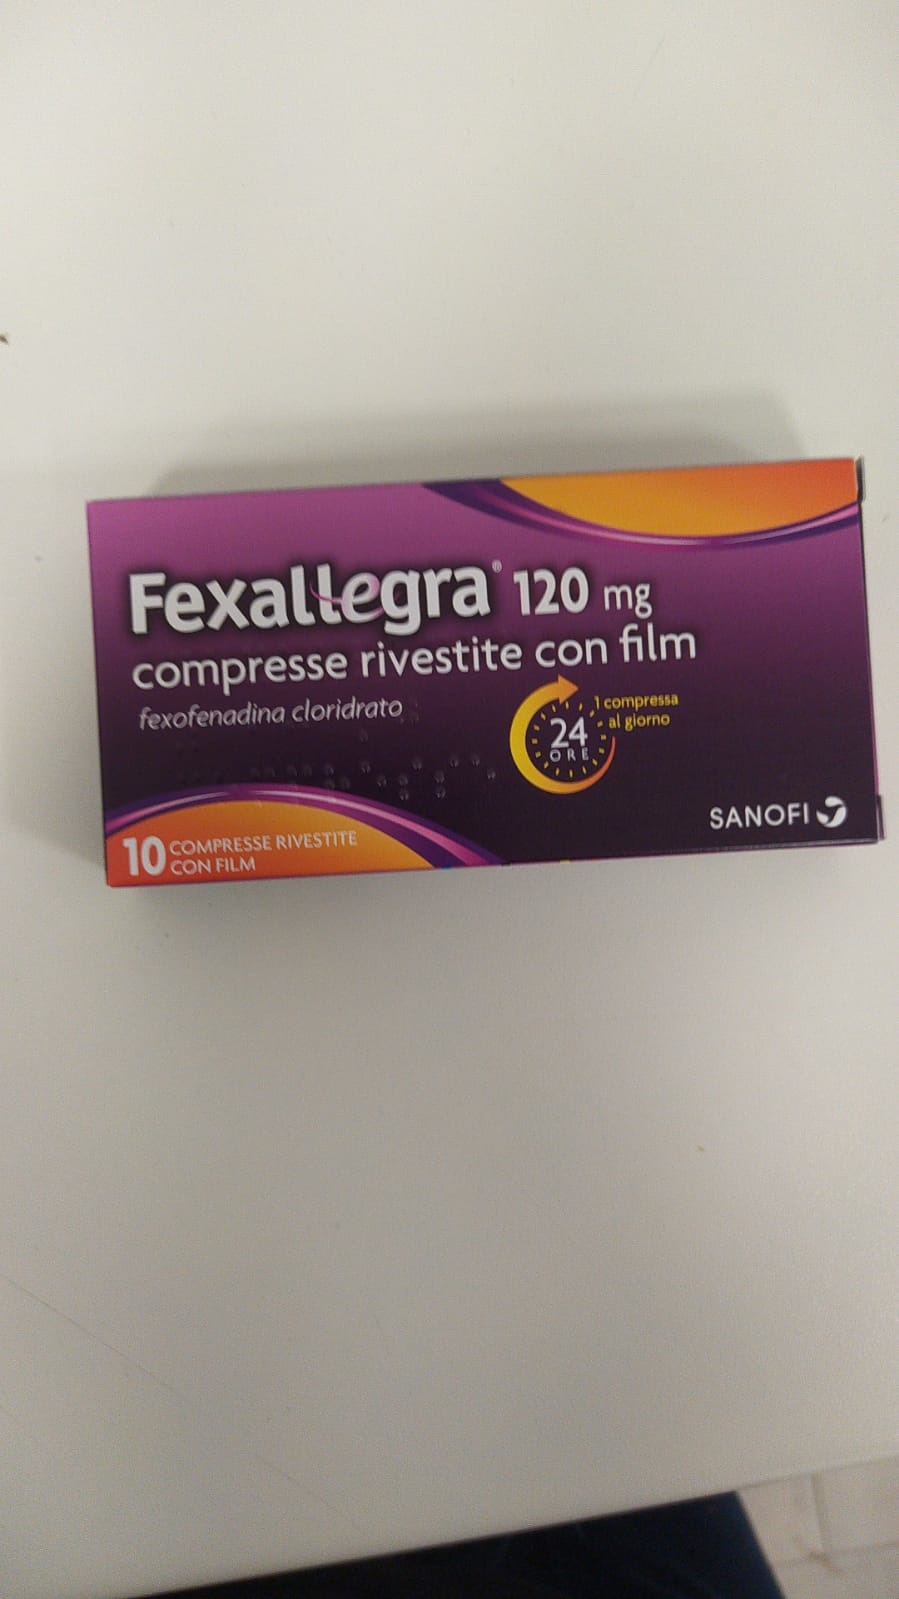 Fexallegra® 120 mg
compresse rivestite con film
fexofenadina cloridrato
1 compressa
al giorno
24
ORE
SANOFI
10 COMPRESSE RIVESTITE
CON FILM